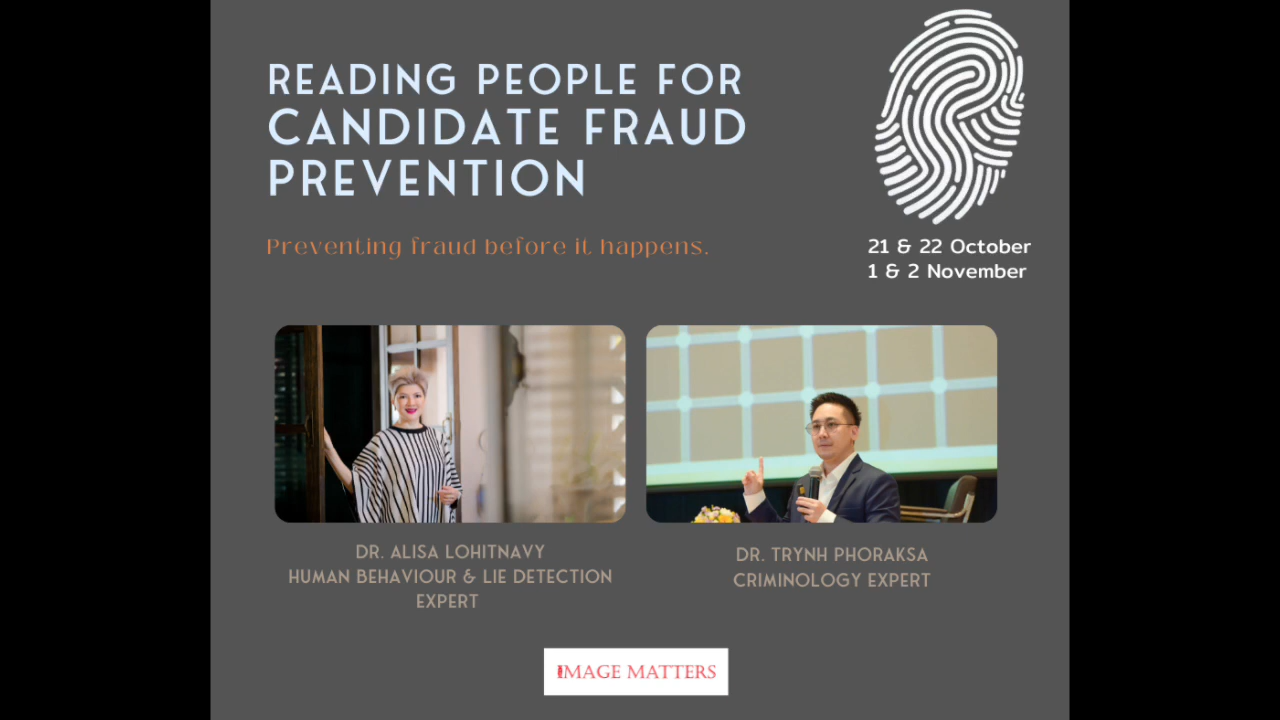 READING PEOPLE FOR
CANDIDATE FRAUD
PREVENTION
Preventing fraud before it happens.
21 & 22 October
1 & 2 November
DR. ALISA LOHITNAVY
HUMAN BEHAVIOUR & LIE DETECTION
EXPERT
DR. TRYNH PHORAKSA
CRIMINOLOGY EXPERT
IMAGE MATTERS